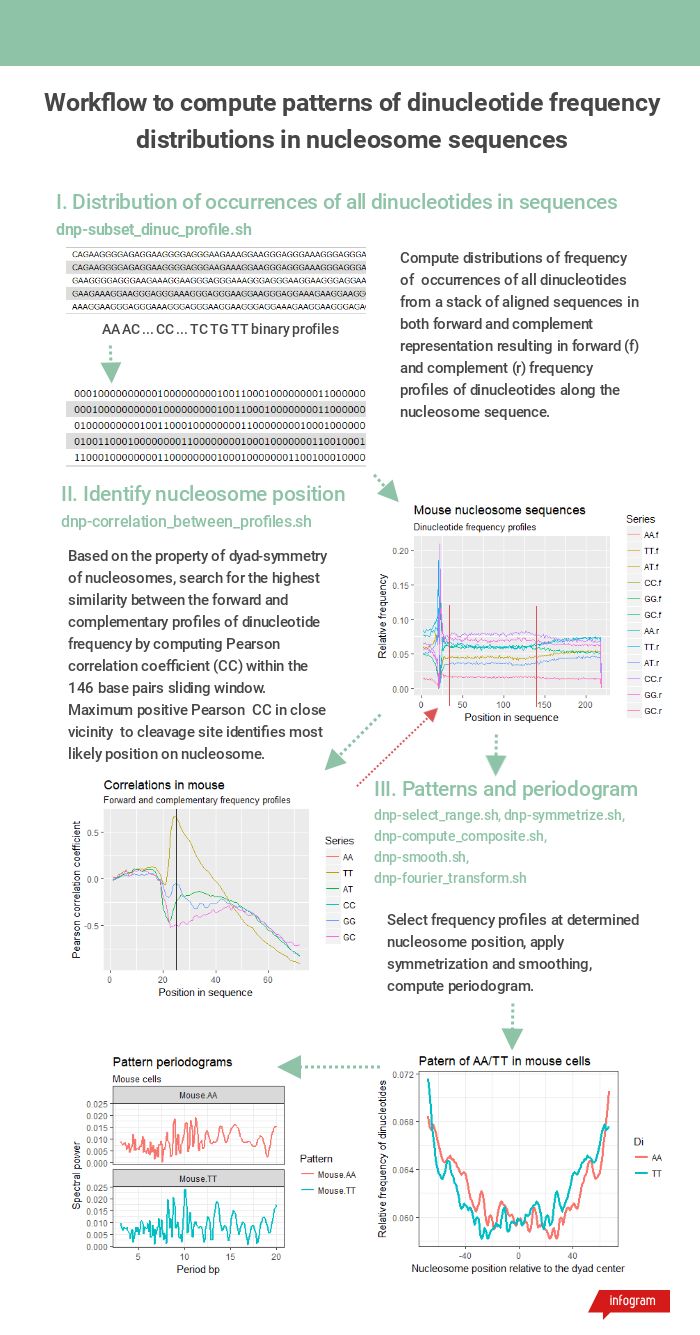 Workflow to compute patterns of dinucleotide frequency
distributions in nucleosome sequences
I. Distribution of occurrences of all dinucleotides in sequences
dnp-subset_dinuc_profile.sh
CAGAAGGGGAGAGGAAGGGGAGGGAAGAAAGGAAGGGAGGGAAAGGGAGGGA
CAGAAGGGGAGAGGAAGGGGAGGGAAGAAAGGAAGGGAGGGAAAGGGAGGGA
GAAGGGGAGGGAAGAAAGGAAGGGAGGGAAAGGGAGGGAAGGAAGGGAGGAA
GAAGAAAGGAAGGGAGGGAAAGGGAGGGAAGGAAGGGAGGAAAGAAGGAAGG
AAAGGAAGGGAGGGAAAGGGAGGGAAGGAAGGGAGGAAAGAAGGAAGGGAGA
AA AC ... CC ... TC TG TT binary profiles
000100000000001000000000100110001000000001 1000000
Compute distributions of frequency
of occurrences of all dinucleotides
from a stack of aligned sequences in
both forward and complement
representation resulting in forward (f)
and complement (r) frequency
profiles of dinucleotides along the
nucleosome sequence.
II. Identify nucleosome position
dnp-correlation_between_profiles.sh
Based on the property of dyad-symmetry
of nucleosomes, search for the highest
similarity between the forward and
complementary profiles of dinucleotide
frequency by computing Pearson
correlation coefficient (CC) within the
146 base pairs sliding window.
Maximum positive Pearson CC in close
vicinity to cleavage site identifies most
likely position on nucleosome.
Mouse nucleosome sequences
Dinucleotide frequency profiles
Relative frequency
0.20
0.15
0.10
0.05
0.00
0
50
100
150
200
Position in sequence
Series
AA.f
TT.f
AT.f
CC.f
GG.f
GC.f
AA.r
TT.r
AT.r
CC.r
GG.r
GC.r
Correlations in mouse
Forward and complementary frequency profiles
Pearson correlation coefficient
0.5
0.0
-0.5
0
20
40
60
Position in sequence
Series
AA
TT
AT
CC
GG
GC
III. Patterns and periodogram
dnp-select_range.sh, dnp-symmetrize.sh,
dnp-compute_composite.sh,
dnp-smooth.sh,
dnp-fourier_transform.sh
Select frequency profiles at determined
nucleosome position, apply
symmetrization and smoothing,
compute periodogram.
Pattern periodograms
Mouse cells
Mouse.AA
0.025
0.020
0.015
0.010
0.005
0.000
Mouse.TT
0.025
0.020
0.015
0.010
0.005
0.000
Spectral power
5
10
15
20
Period bp
Pattern
Mouse.AA
Mouse.TT
Patern of AA/TT in mouse cells
Relative frequency of dinucleotides
0.072
0.068
0.064
0.060
-40
0
40
Nucleosome position relative to the dyad center
Di
AA
TT
infogram